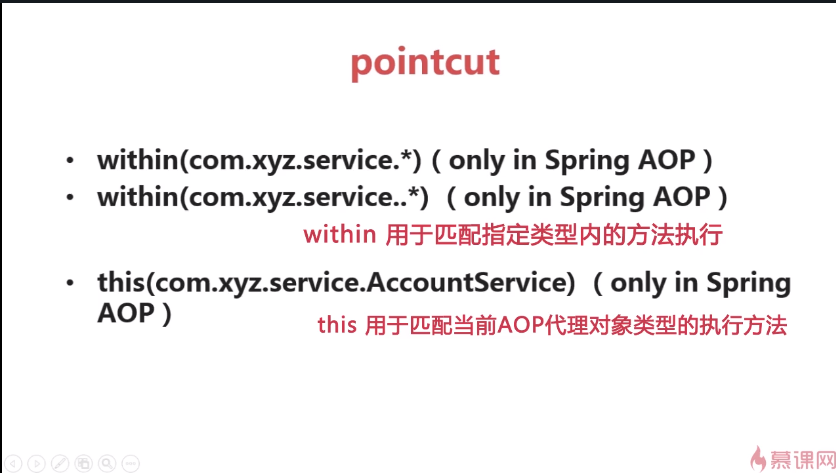 pointcut
• within(com.xyz.service.*)（only in Spring AOP）
• within(com.xyz.service..*) （only in Spring AOP）
within 用于匹配指定类型内的方法执行
• this(com.xyz.service.AccountService) （only in Spring
AOP）
this 用于匹配当前AOP代理对象类型的执行方法
慕课网